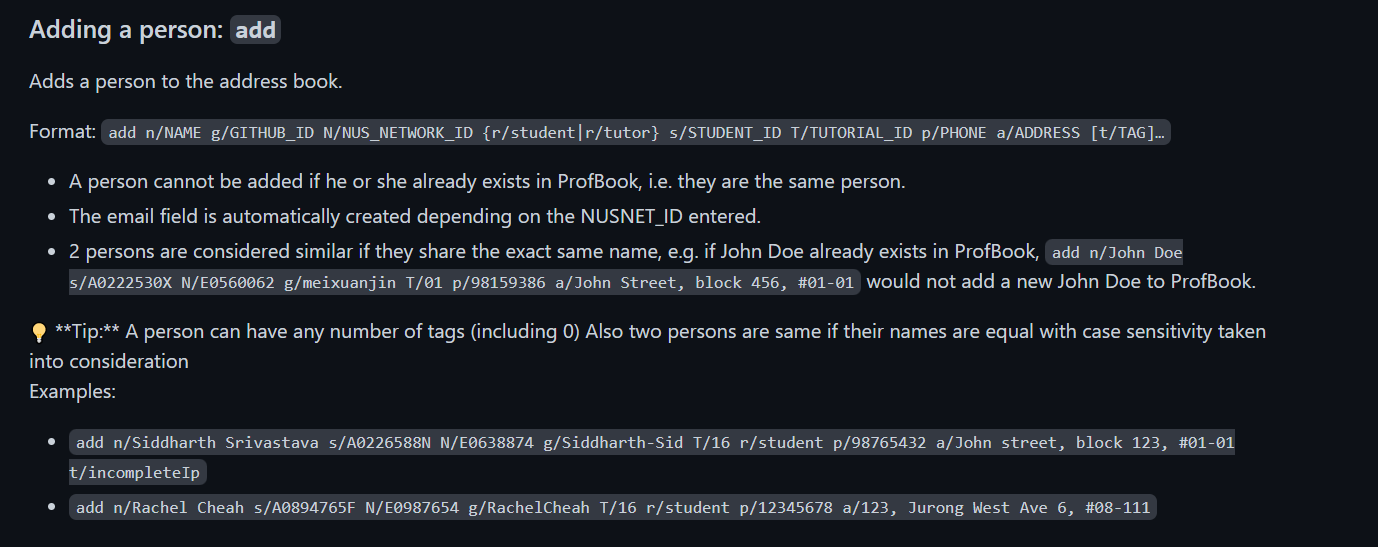 Adding a person: add
Adds a person to the address book.
Format: add n/NAME g/GITHUB_ID N/NUS_NETWORK_ID {r/student|r/tutor} s/STUDENT_ID T/TUTORIAL_ID p/PHONE a/ADDRESS [t/TAG]…
• A person cannot be added if he or she already exists in ProfBook, i.e. they are the same person.
• The email field is automatically created depending on the NUSNET_ID entered.
• 2 persons are considered similar if they share the exact same name, e.g. if John Doe already exists in ProfBook, add n/John Doe
s/A0222530X N/E0560062 g/meixuanjin T/01 p/98159386 a/John Street, block 456, #01-01 would not add a new John Doe to ProfBook.
💡 **Tip:** A person can have any number of tags (including 0) Also two persons are same if their names are equal with case sensitivity taken
into consideration
Examples:
• add n/Siddharth Srivastava s/A0226588N N/E0638874 g/Siddharth-Sid T/16 r/student p/98765432 a/John street, block 123, #01-01
t/incompleteIp
• add n/Rachel Cheah s/A0894765F N/E0987654 g/RachelCheah T/16 r/student p/12345678 a/123, Jurong West Ave 6, #08-111